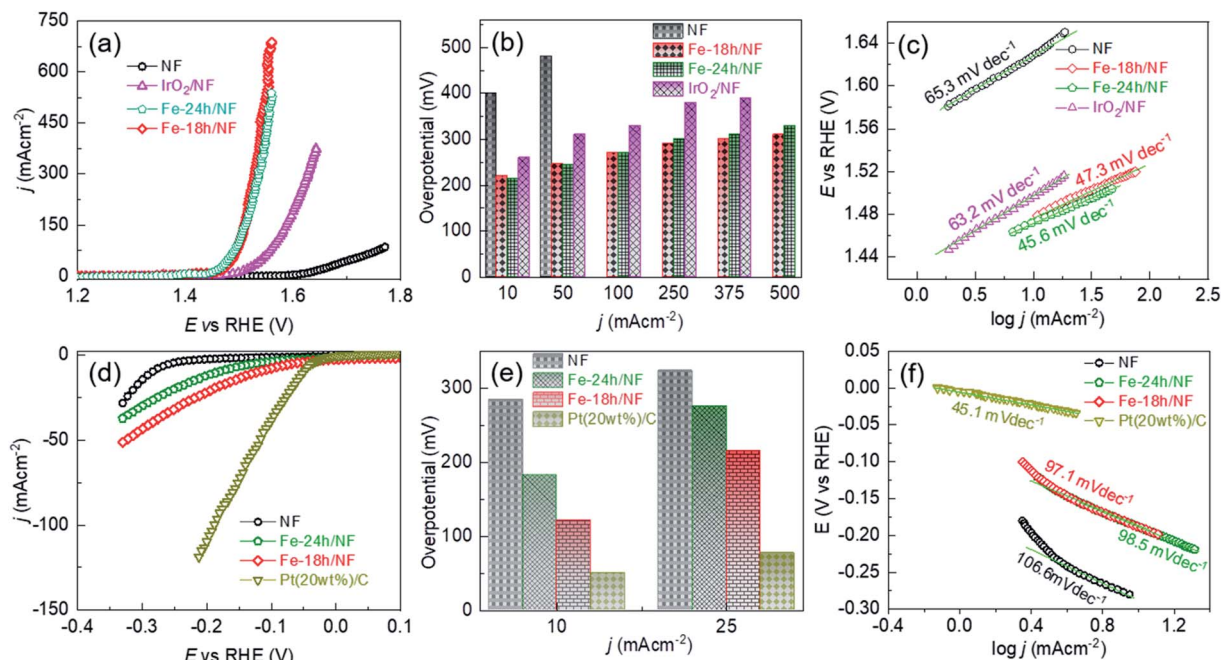 (a)
NF
IrO₂/NF
Fe-24h/NF
Fe-18h/NF
j (mAcm⁻²)
750
600
450
300
150
0
1.2 1.4 1.6 1.8
E vs RHE (V)
(b)
NF
Fe-18h/NF
Fe-24h/NF
IrO₂/NF
Overpotential (mV)
500
400
300
200
100
0
10 50 100 250 375 500
j (mAcm⁻²)
(c)
NF
Fe-18h/NF
Fe-24h/NF
IrO₂/NF
65.3 mV dec⁻¹
47.3 mV dec⁻¹
63.2 mV dec⁻¹
45.6 mV dec⁻¹
E vs RHE (V)
1.64
1.60
1.56
1.52
1.48
1.44
0.0 0.5 1.0 1.5 2.0 2.5
log j (mAcm⁻²)
(d)
NF
Fe-24h/NF
Fe-18h/NF
Pt(20wt%)/C
j (mAcm⁻²)
0
-50
-100
-150
-0.4 -0.3 -0.2 -0.1 0.0 0.1
E vs RHE (V)
(e)
NF
Fe-24h/NF
Fe-18h/NF
Pt(20wt%)/C
Overpotential (mV)
300
200
100
0
10 25
j (mAcm⁻²)
(f)
NF
Fe-24h/NF
Fe-18h/NF
Pt(20wt%)/C
45.1 mVdec⁻¹
97.1 mVdec⁻¹
98.5 mVdec⁻¹
106.6mVdec⁻¹
E (V vs RHE)
0.05
0.00
-0.05
-0.10
-0.15
-0.20
-0.25
-0.30
-0.4 0.0 0.4 0.8 1.2
log j (mAcm⁻²)